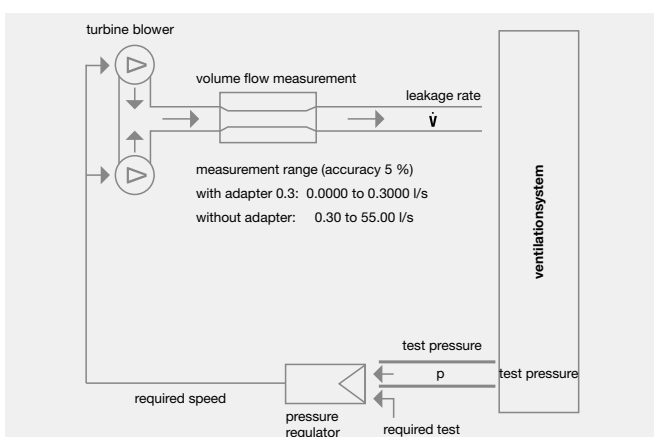 turbine blower
volume flow measurement
leakage rate
V̇
measurement range (accuracy 5 %)
with adapter 0.3: 0.0000 to 0.3000 l/s
without adapter: 0.30 to 55.00 l/s
ventilationsystem
test pressure
p
test pressure
required speed
pressure
regulator
required test